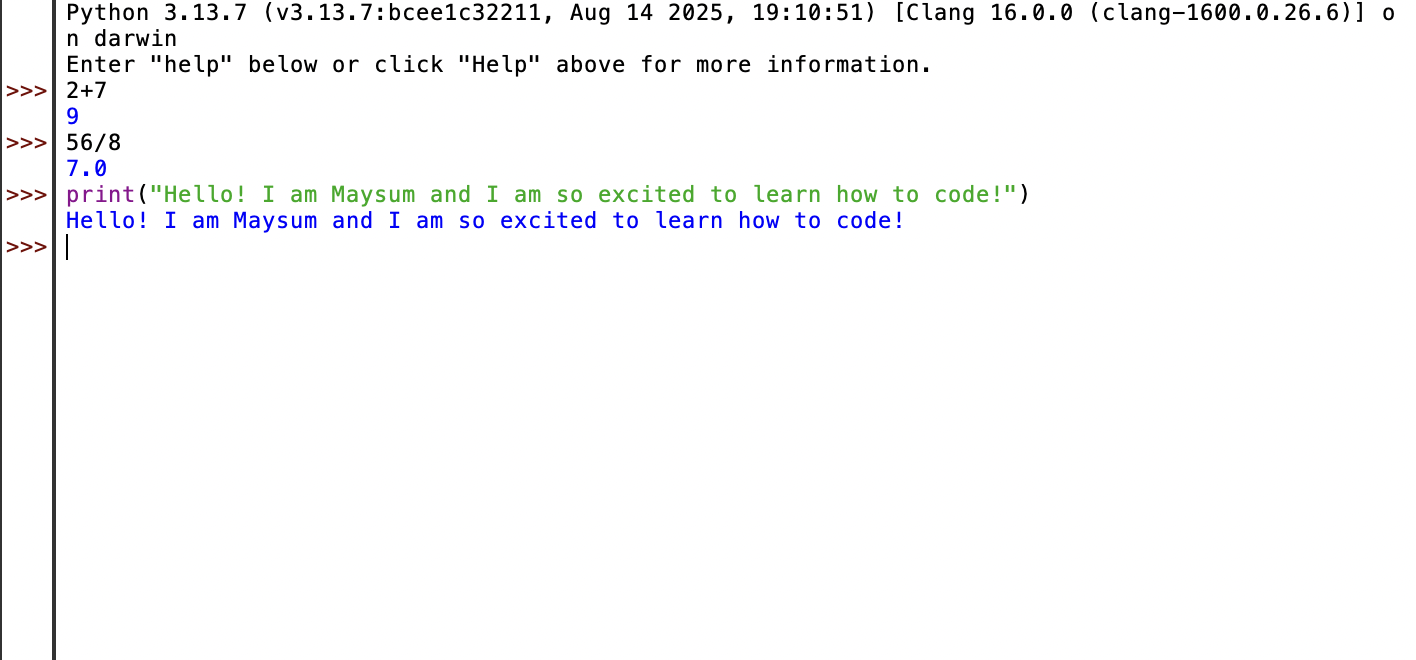 Python 3.13.7 (v3.13.7:bcee1c32211, Aug 14 2025, 19:10:51) [Clang 16.0.0 (clang-1600.0.26.6)] o
n darwin
Enter "help" below or click "Help" above for more information.
>>> 2+7
9
>>> 56/8
7.0
>>> print("Hello! I am Maysum and I am so excited to learn how to code!")
Hello! I am Maysum and I am so excited to learn how to code!
>>>